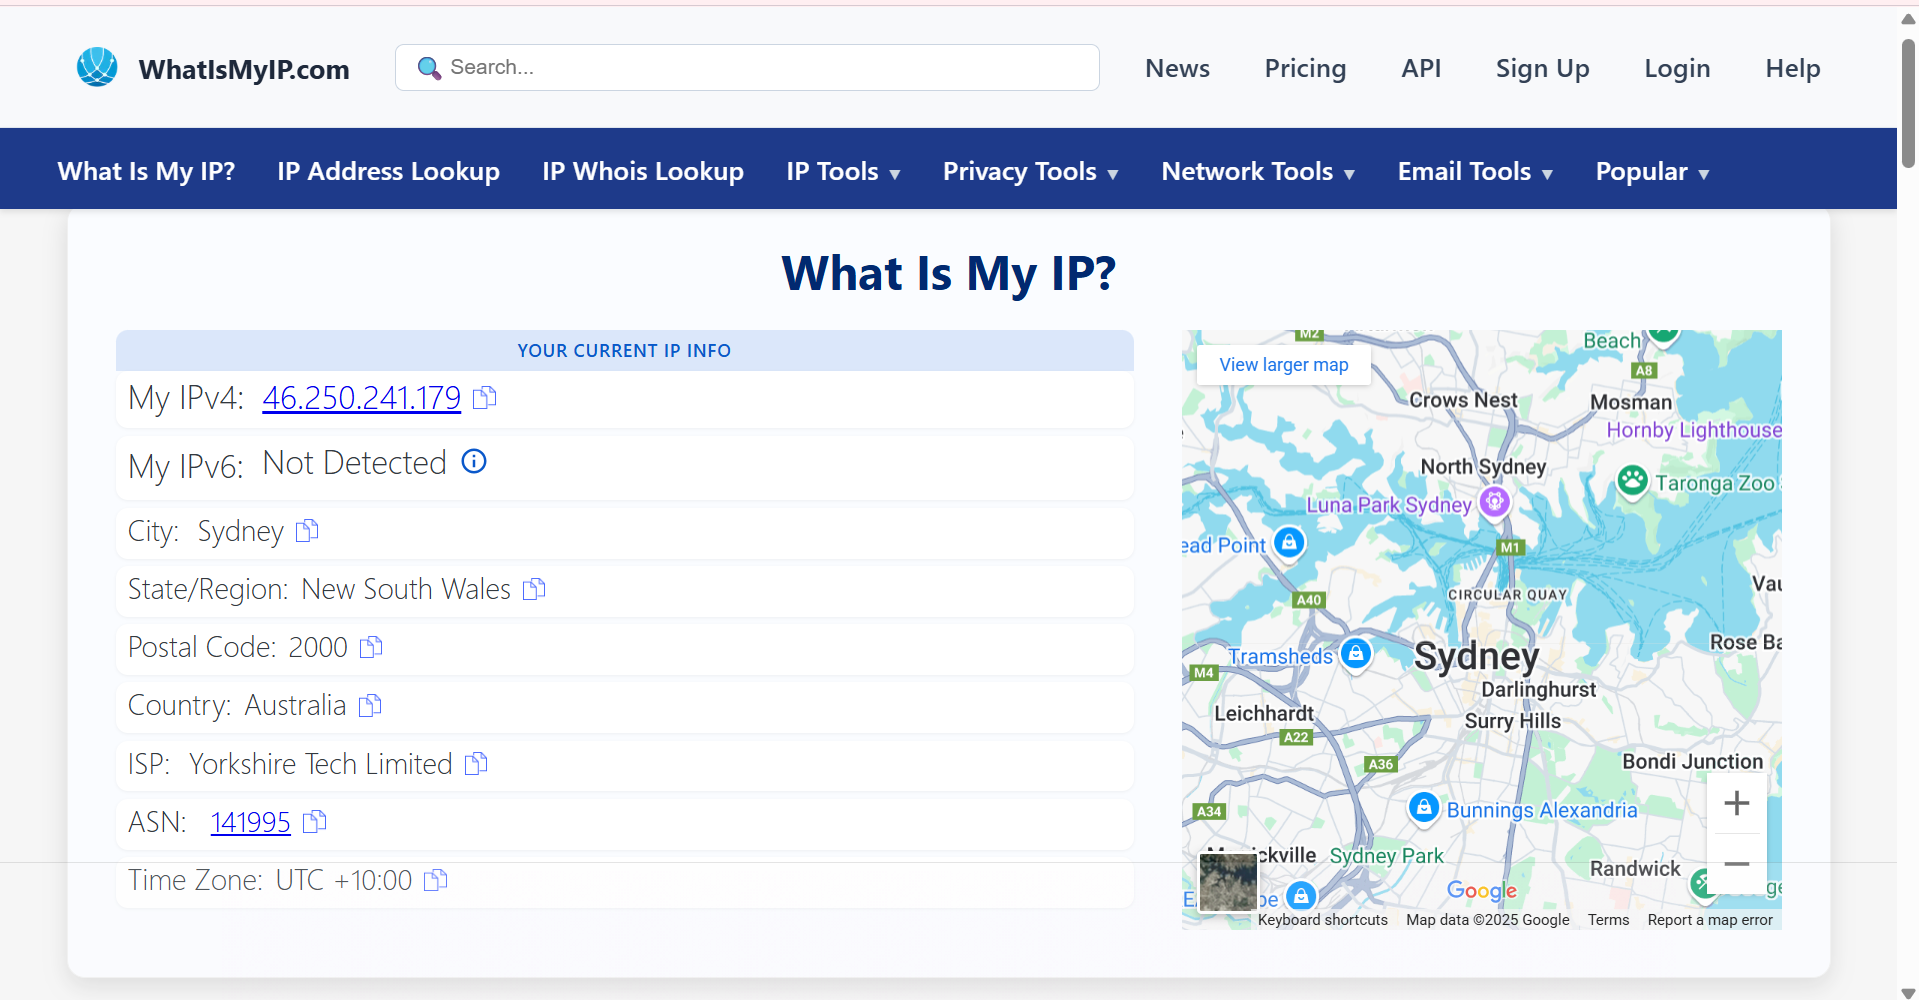 WhatIsMyIP.com
Search...
News
Pricing
API
Sign Up
Login
Help
What Is My IP?
IP Address Lookup
IP Whois Lookup
IP Tools ▼
Privacy Tools ▼
Network Tools ▼
Email Tools ▼
Popular ▼
What Is My IP?
YOUR CURRENT IP INFO
My IPv4: 46.250.241.179
My IPv6: Not Detected
City: Sydney
State/Region: New South Wales
Postal Code: 2000
Country: Australia
ISP: Yorkshire Tech Limited
ASN: 141995
Time Zone: UTC +10:00
M2
Beach
View larger map
A8
Crows Nest
Mosman
Hornby Lighthouse
North Sydney
Taronga Zoo
Luna Park Sydney
ead Point
M1
Vau
CIRCULAR QUAY
A40
Rose Ba
Tramsheds
Sydney
M4
Darlinghurst
Leichhardt
Surry Hills
A22
Bondi Junction
A36
Bunnings Alexandria
A34
ckville
Sydney Park
Randwick
Google
Keyboard shortcuts
Map data ©2025 Google
Terms
Report a map error